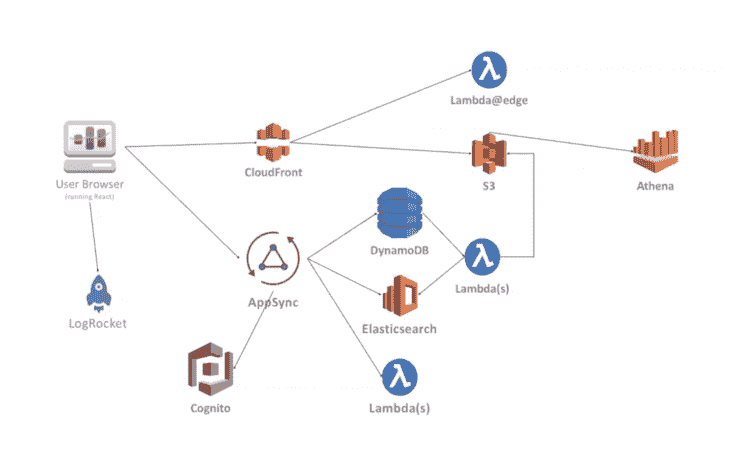 Lambda@edge
User Browser
(running React)
CloudFront
S3
Athena
DynamoDB
Lambda(s)
AppSync
LogRocket
Elasticsearch
Cognito
Lambda(s)